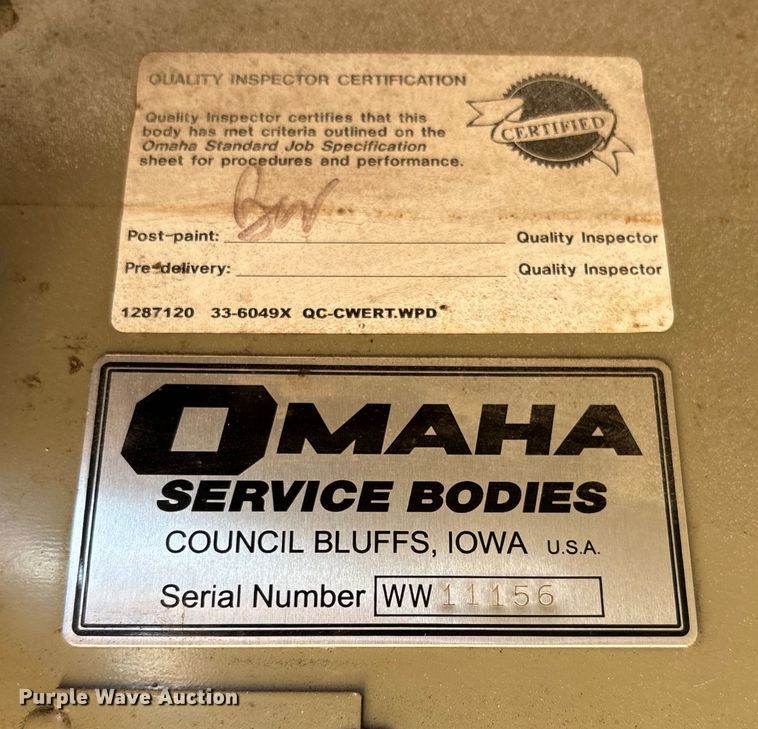 QUALITY INSPECTOR CERTIFICATION
Quality Inspector certifies that this
body has met criteria outlined on the
Omaha Standard Job Specification
sheet for procedures and performance.
CERTIFIED
Post-paint: Quality Inspector
Pre-delivery: Quality Inspector
1287120 33-6049X QC-CWERT.WPD
OMAHA
SERVICE BODIES
COUNCIL BLUFFS, IOWA U.S.A.
Serial Number WW11156
Purple Wave Auction